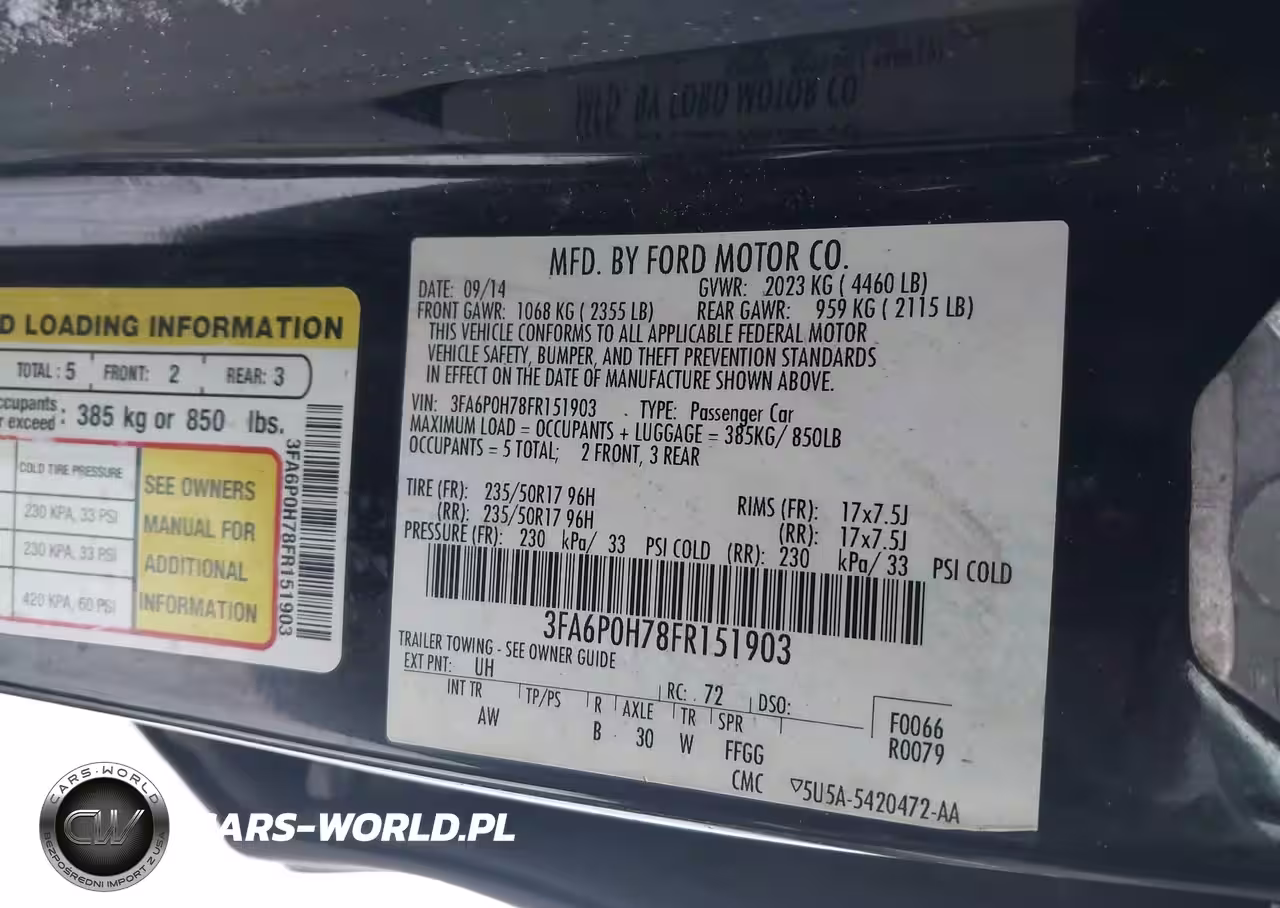 MFD. BY FORD MOTOR CO.
DATE: 09/14 GVWR: 2023 KG ( 4460 LB)
FRONT GAWR: 1068 KG ( 2355 LB) REAR GAWR: 959 KG ( 2115 LB)
THIS VEHICLE CONFORMS TO ALL APPLICABLE FEDERAL MOTOR
VEHICLE SAFETY, BUMPER, AND THEFT PREVENTION STANDARDS
IN EFFECT ON THE DATE OF MANUFACTURE SHOWN ABOVE.
VIN: 3FA6P0H78FR151903 TYPE: Passenger Car
MAXIMUM LOAD = OCCUPANTS + LUGGAGE = 385KG/ 850LB
OCCUPANTS = 5 TOTAL; 2 FRONT, 3 REAR
TIRE (FR): 235/50R17 96H RIMS (FR): 17x7.5J
(RR): 235/50R17 96H (RR): 17x7.5J
PRESSURE (FR): 230 kPa/ 33 PSI COLD (RR): 230 kPa/ 33 PSI COLD
3FA6P0H78FR151903
TRAILER TOWING - SEE OWNER GUIDE
EXT PNT: UH RC: 72 DSO:
INT TR TP/PS R AXLE TR SPR F0066
AW B 30 W FFGG R0079
CMC ▽5U5A-5420472-AA
D LOADING INFORMATION
TOTAL : 5 FRONT: 2 REAR: 3
ccupants
r exceed : 385 kg or 850 lbs.
COLD TIRE PRESSURE
230 KPA, 33 PSI
230 KPA, 33 PSI
420 KPA, 60 PSI
SEE OWNERS
MANUAL FOR
ADDITIONAL
INFORMATION
3FA6P0H78FR151903
CARS-WORLD
CW
BEZPOŚREDNI IMPORT Z USA
CARS-WORLD.PL